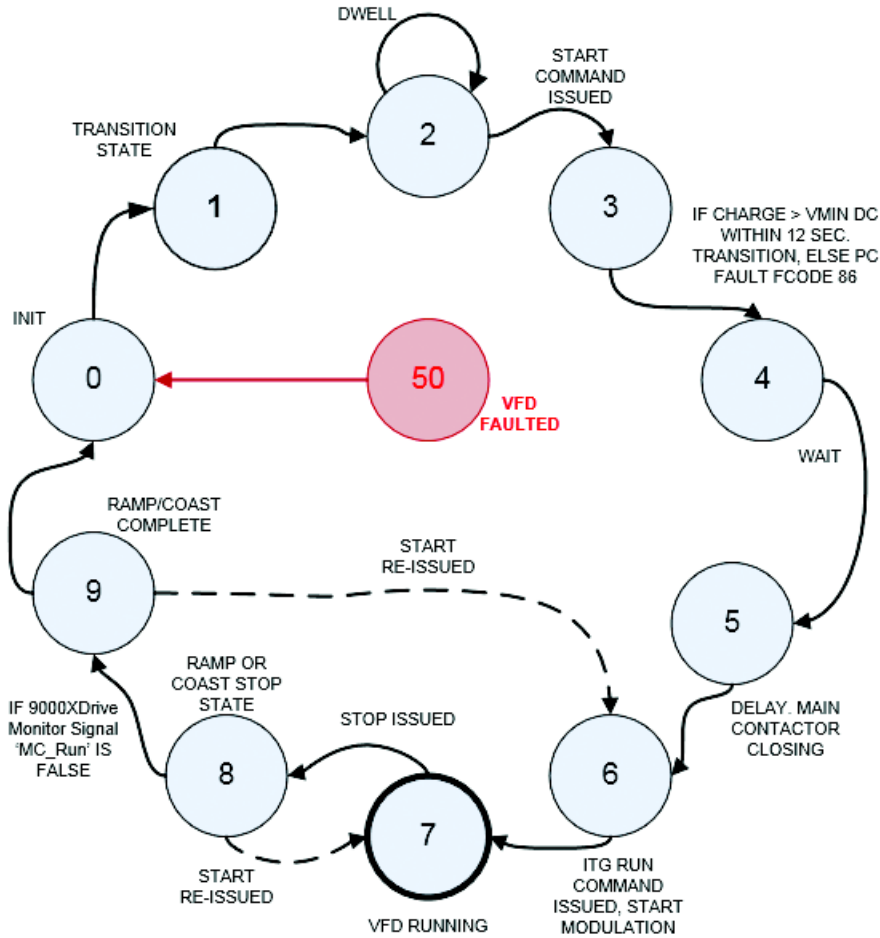 DWELL
START
COMMAND
ISSUED
TRANSITION
STATE
2
1
3
IF CHARGE > VMIN DC
WITHIN 12 SEC.
TRANSITION, ELSE PC
FAULT FCODE 86
INIT
0
50
VFD
FAULTED
4
WAIT
RAMP/COAST
COMPLETE
START
RE-ISSUED
9
5
RAMP OR
COAST STOP
STATE
IF 9000XDrive
Monitor Signal
‘MC_Run’ IS
FALSE
STOP ISSUED
DELAY. MAIN
CONTACTOR
CLOSING
8
6
7
START
RE-ISSUED
VFD RUNNING
ITG RUN
COMMAND
ISSUED, START
MODULATION